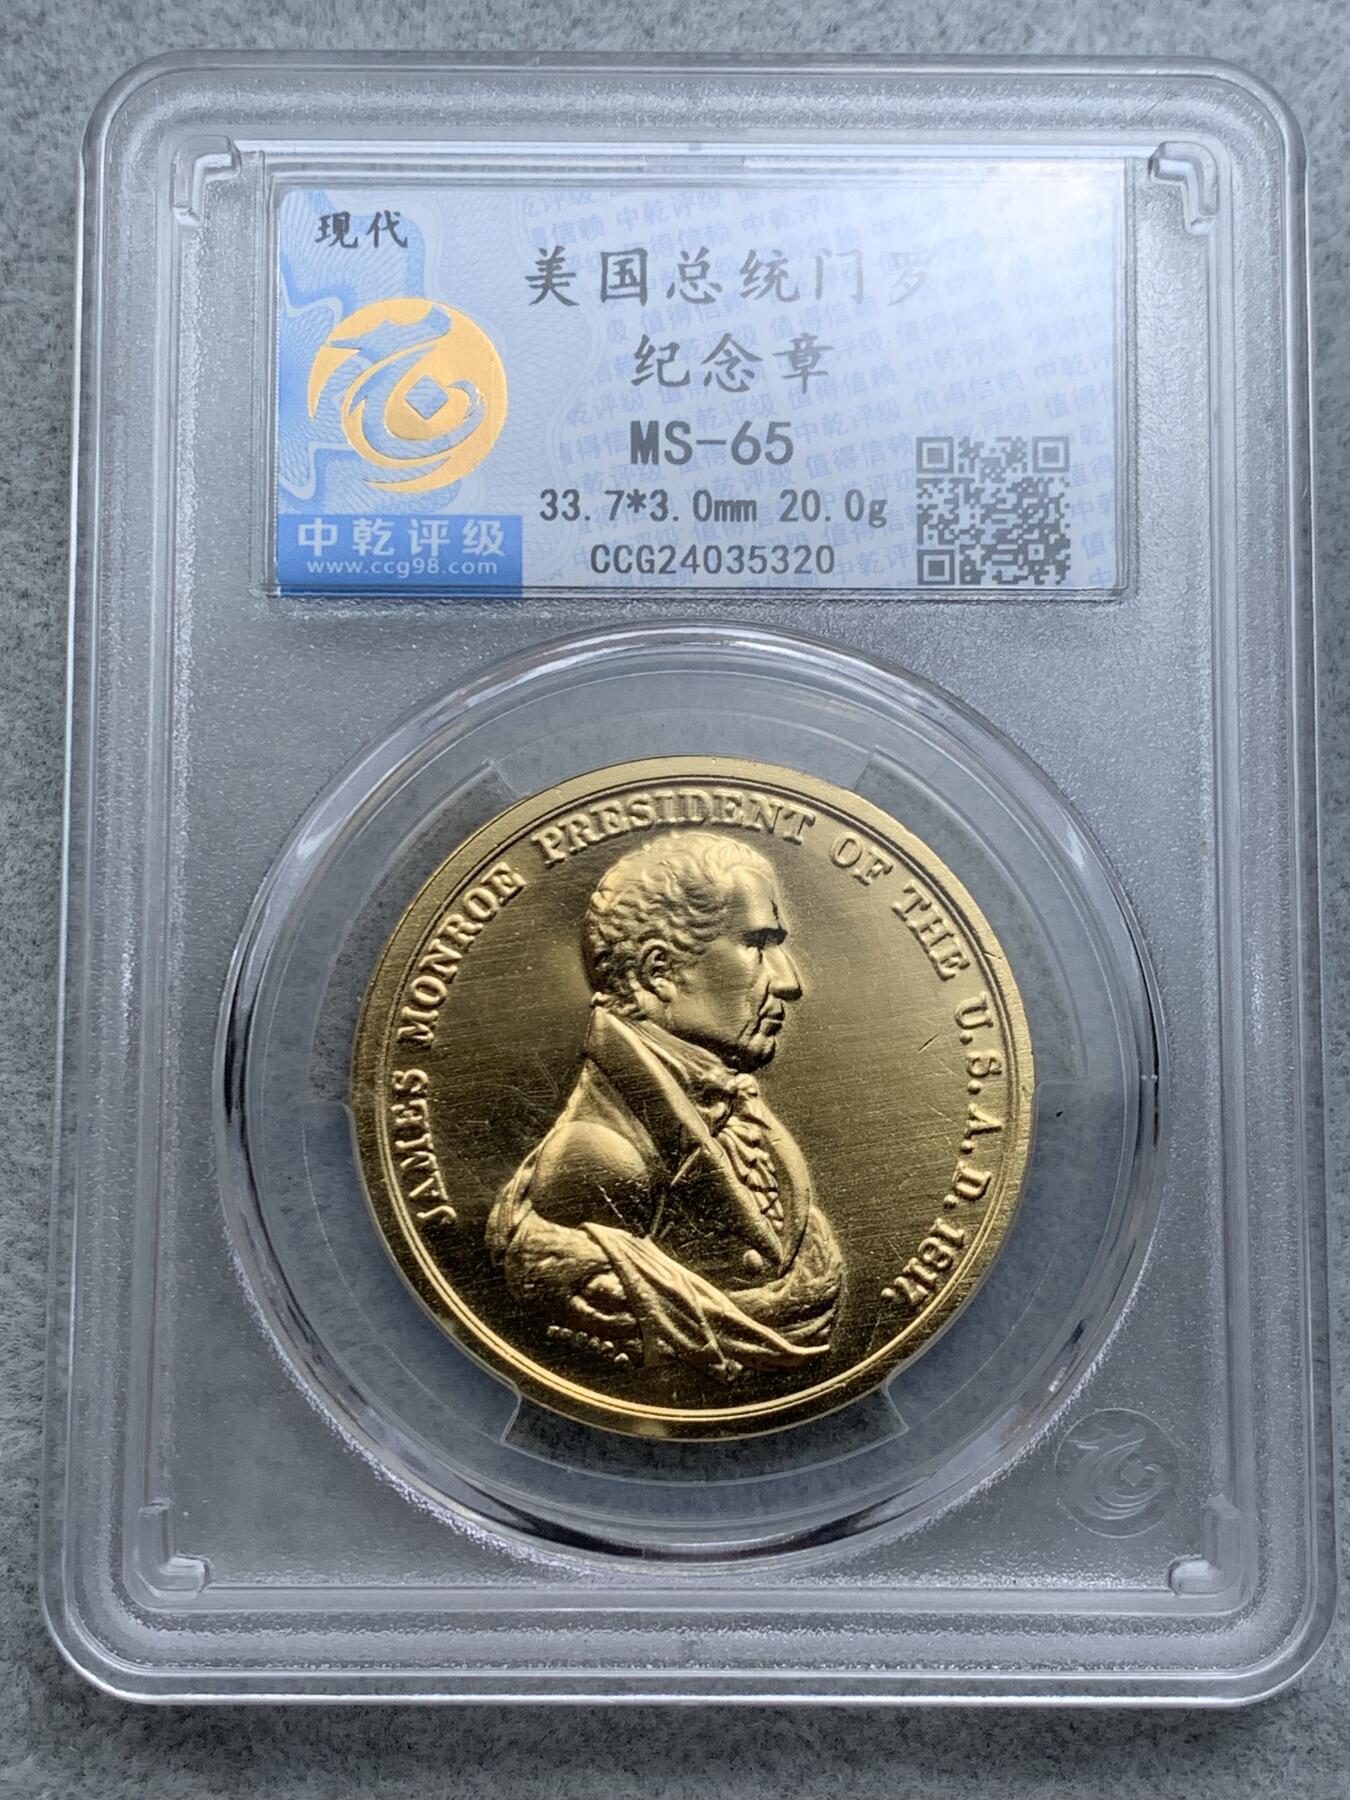 现代
美国总统门罗
纪念章
MS-65
33.7*3.0mm 20.0g
CCG24035320
中乾评级
www.ccg98.com
JAMES MONROE PRESIDENT OF THE U.S. A.D. 1817.